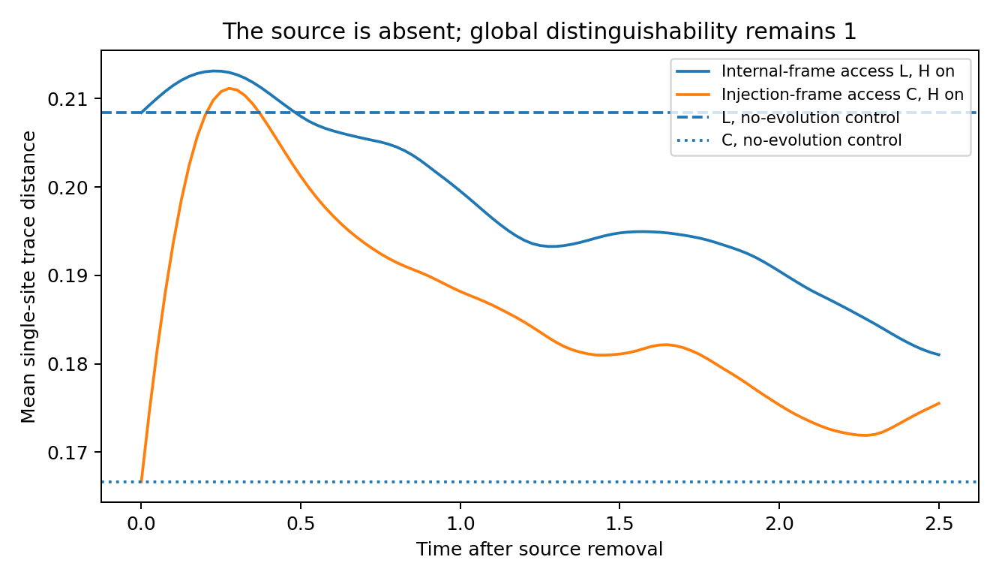 The source is absent; global distinguishability remains 1
Internal-frame access L, H on
Injection-frame access C, H on
L, no-evolution control
C, no-evolution control
Mean single-site trace distance
0.21
0.20
0.19
0.18
0.17
0.0 0.5 1.0 1.5 2.0 2.5
Time after source removal